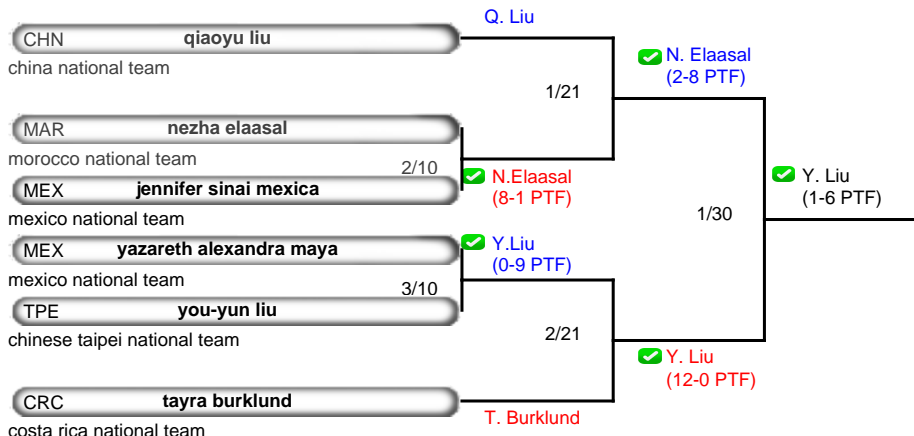 Q. Liu
CHN qiaoyu liu
china national team
N. Elaasal
(2-8 PTF)
1/21
MAR nezha elaasal
morocco national team
2/10
MEX jennifer sinai mexica
N.Elaasal
(8-1 PTF)
mexico national team
Y. Liu
(1-6 PTF)
1/30
MEX yazareth alexandra maya
Y.Liu
(0-9 PTF)
mexico national team
3/10
TPE you-yun liu
chinese taipei national team
2/21
Y. Liu
(12-0 PTF)
CRC tayra burklund
T. Burklund
costa rica national team